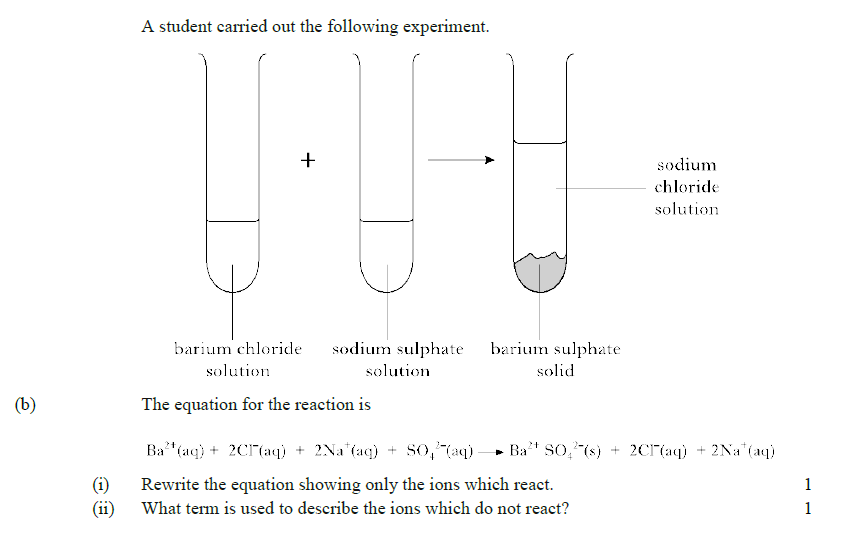 A student carried out the following experiment.
+
sodium
chloride
solution
barium chloride
solution
sodium sulphate
solution
barium sulphate
solid
(b) The equation for the reaction is
Ba²⁺(aq) + 2Cl⁻(aq) + 2Na⁺(aq) + SO₄²⁻(aq) → Ba²⁺ SO₄²⁻(s) + 2Cl⁻(aq) + 2Na⁺(aq)
(i) Rewrite the equation showing only the ions which react. 1
(ii) What term is used to describe the ions which do not react? 1